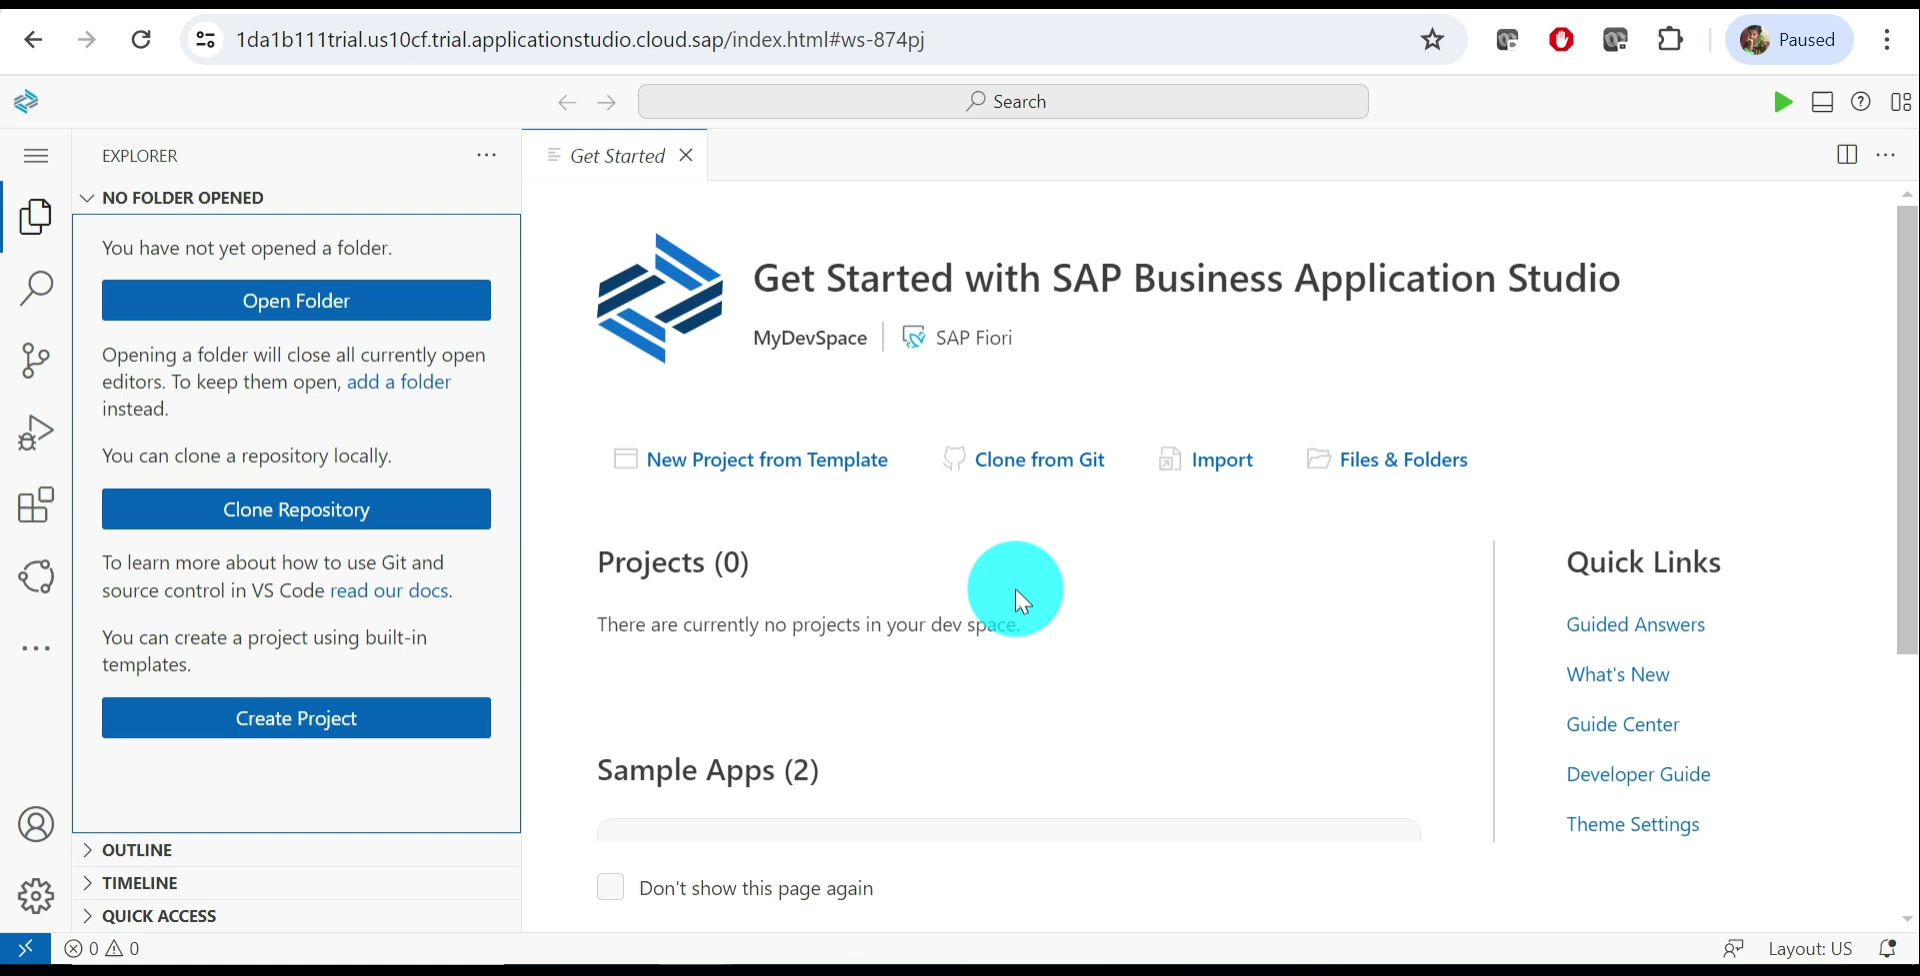 1da1b111trial.us10cf.trial.applicationstudio.cloud.sap/index.html#ws-874pj
Paused
Search
EXPLORER
Get Started
NO FOLDER OPENED
You have not yet opened a folder.
Open Folder
Opening a folder will close all currently open
editors. To keep them open, add a folder
instead.
You can clone a repository locally.
Clone Repository
To learn more about how to use Git and
source control in VS Code read our docs.
You can create a project using built-in
templates.
Create Project
OUTLINE
TIMELINE
QUICK ACCESS
Get Started with SAP Business Application Studio
MyDevSpace
SAP Fiori
New Project from Template
Clone from Git
Import
Files & Folders
Projects (0)
There are currently no projects in your dev space.
Sample Apps (2)
Quick Links
Guided Answers
What's New
Guide Center
Developer Guide
Theme Settings
Don't show this page again
0 0
Layout: US